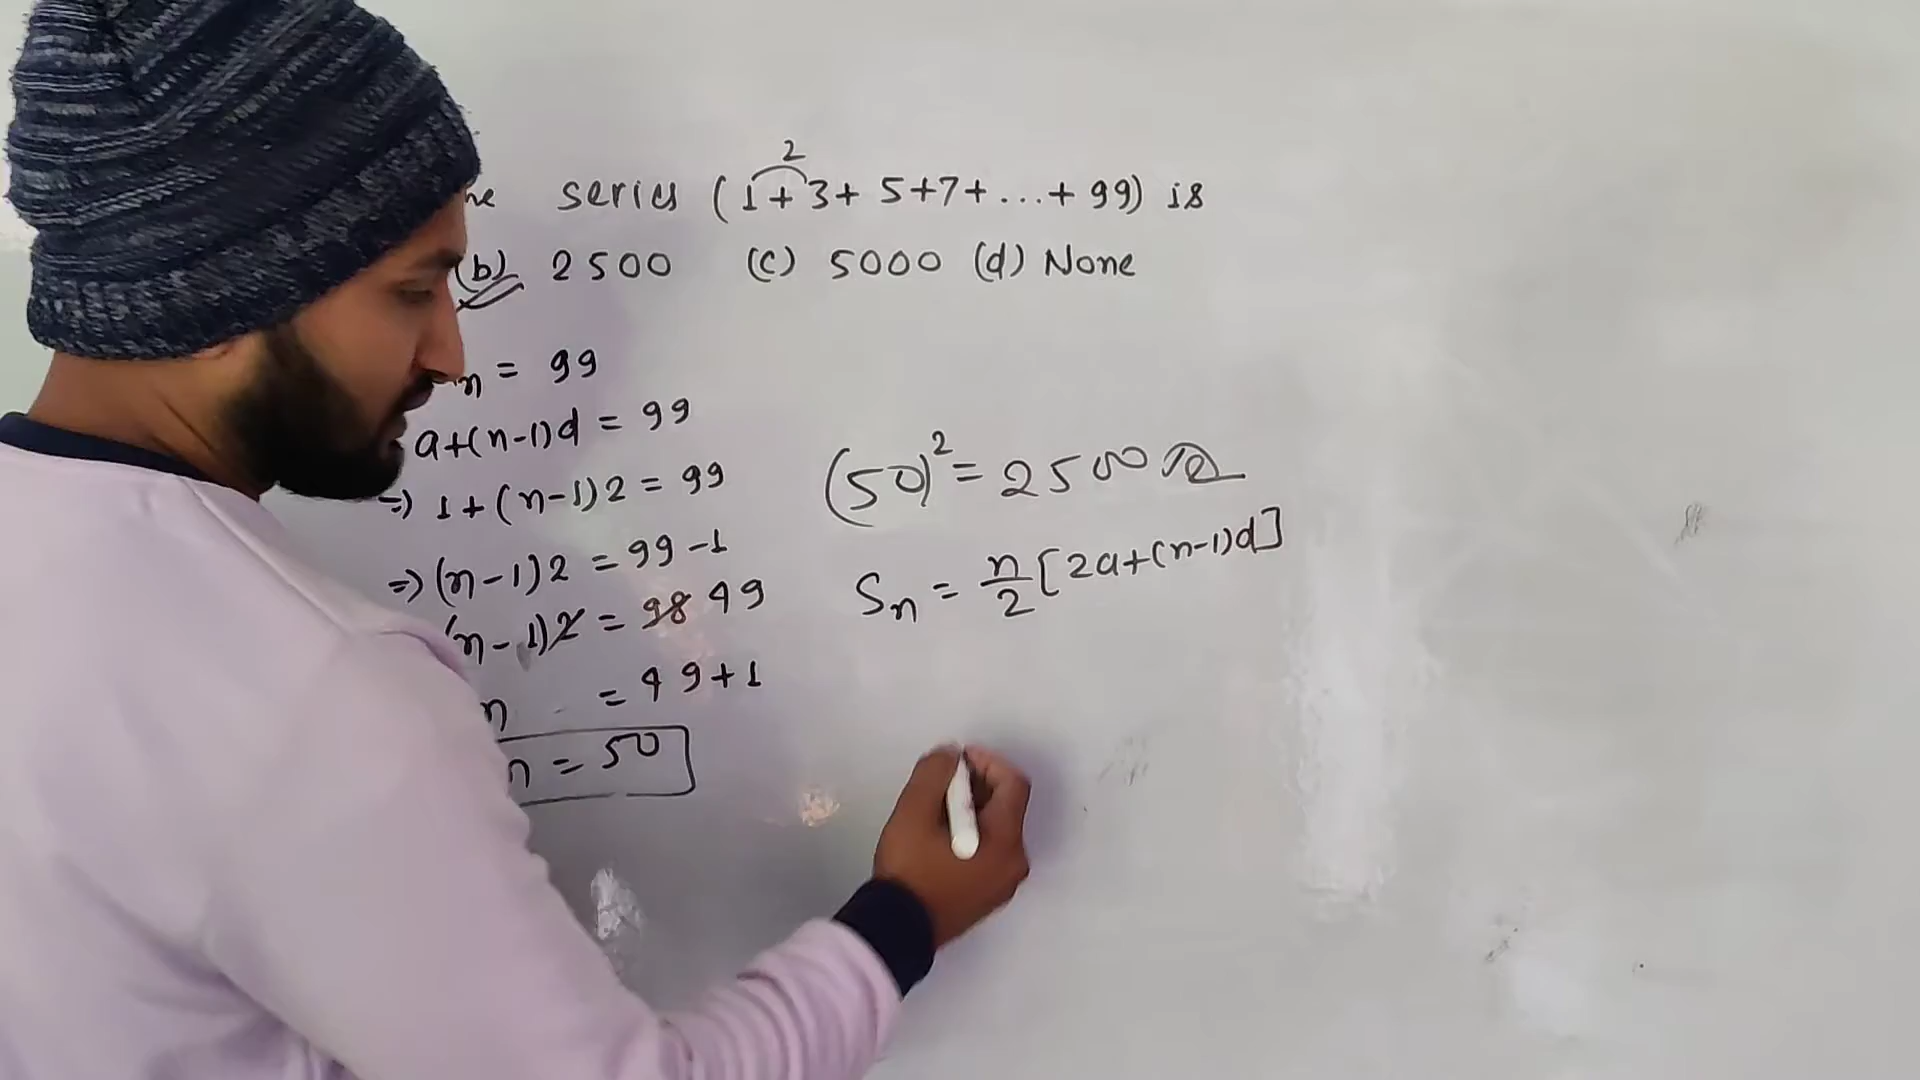 he series (1+3+5+7+...+99) is
2
(b) 2500 (c) 5000 (d) None
n = 99
a+(n-1)d = 99
=> 1+(n-1)2 = 99
=> (n-1)2 = 99-1
(n-1)2 = 98 49
n = 49+1
n = 50
(50)² = 2500
Sn = n/2 [2a+(n-1)d]